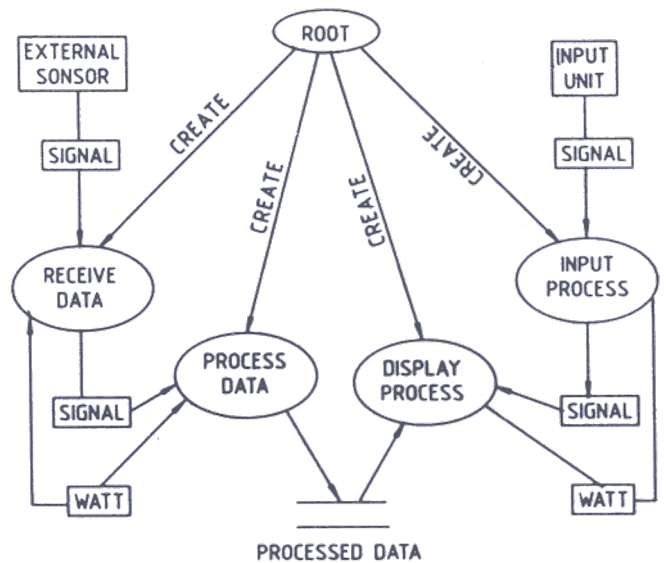 ROOT
EXTERNAL
SONSOR
INPUT
UNIT
SIGNAL
SIGNAL
CREATE
CREATE
CREATE
CREATE
RECEIVE
DATA
INPUT
PROCESS
PROCESS
DATA
DISPLAY
PROCESS
SIGNAL
SIGNAL
WATT
WATT
PROCESSED DATA